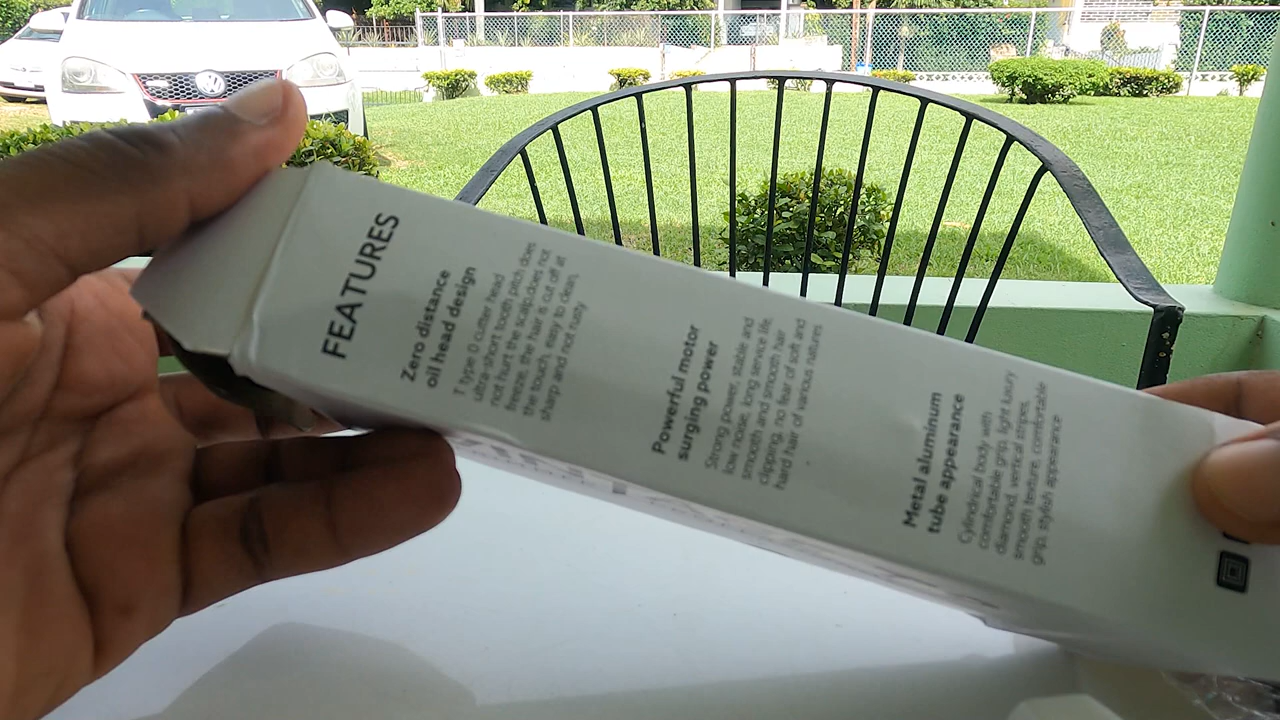 FEATURES
Zero distance
oil head design
T type 0 cutter head
ultra-short tooth pitch does
not hurt the scalp,does not
freeze, the hair is cut off at
the touch, easy to clean,
sharp and not rusty
Powerful motor
surging power
Strong power, stable and
low noise, long service life,
smooth and smooth hair
clipping, no fear of soft and
hard hair of various natures
Metal aluminum
tube appearance
Cylindrical body with
comfortable grip, light luxury
diamond, vertical stripes,
smooth texture, comfortable
grip, stylish appearance